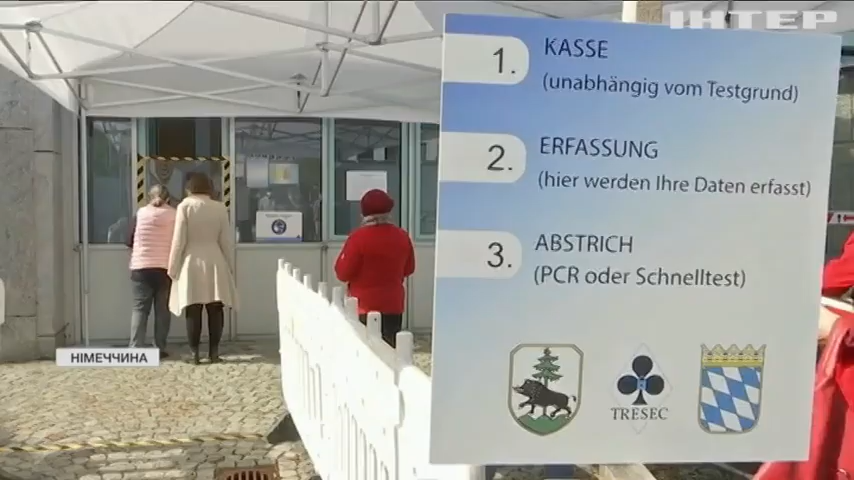 ІНТЕР
1. KASSE
(unabhängig vom Testgrund)
2. ERFASSUNG
(hier werden Ihre Daten erfasst)
3. ABSTRICH
(PCR oder Schnelltest)
TRESEC
НІМЕЧЧИНА